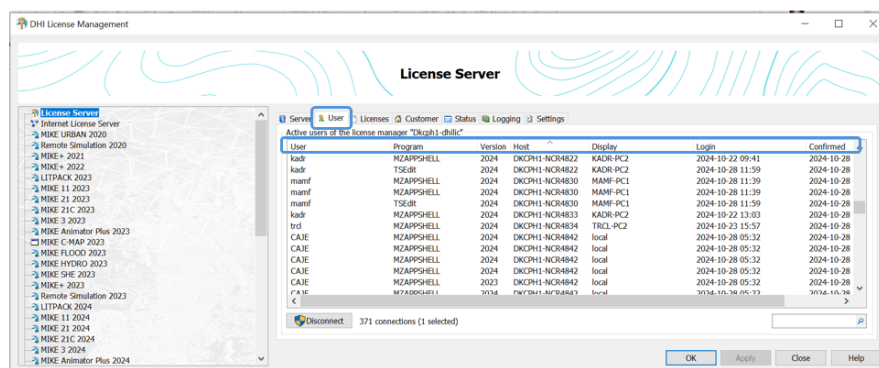 DHI License Management
License Server
License Server
Internet License Server
MIKE URBAN 2020
Remote Simulation 2020
MIKE+ 2021
MIKE+ 2022
LITPACK 2023
MIKE 11 2023
MIKE 21 2023
MIKE 21C 2023
MIKE 3 2023
MIKE Animator Plus 2023
MIKE C-MAP 2023
MIKE FLOOD 2023
MIKE HYDRO 2023
MIKE SHE 2023
MIKE+ 2023
Remote Simulation 2023
LITPACK 2024
MIKE 11 2024
MIKE 21 2024
MIKE 21C 2024
MIKE 3 2024
MIKE Animator Plus 2024
Server User Licenses Customer Status Logging Settings
Active users of the license manager "Dkcph1-dhilic"
User Program Version Host Display Login Confirmed
kadr MZAPPSHELL 2024 DKCPH1-NCR4822 KADR-PC2 2024-10-22 09:41 2024-10-28
kadr TSEdit 2024 DKCPH1-NCR4822 KADR-PC2 2024-10-28 11:59 2024-10-28
mamf MZAPPSHELL 2024 DKCPH1-NCR4830 MAMF-PC1 2024-10-28 11:39 2024-10-28
mamf MZAPPSHELL 2024 DKCPH1-NCR4830 MAMF-PC1 2024-10-28 11:39 2024-10-28
mamf TSEdit 2024 DKCPH1-NCR4830 MAMF-PC1 2024-10-28 11:59 2024-10-28
kadr MZAPPSHELL 2024 DKCPH1-NCR4833 KADR-PC2 2024-10-22 13:03 2024-10-28
trcl MZAPPSHELL 2024 DKCPH1-NCR4834 TRCL-PC2 2024-10-23 15:57 2024-10-28
CAJE MZAPPSHELL 2024 DKCPH1-NCR4842 local 2024-10-28 05:32 2024-10-28
CAJE MZAPPSHELL 2024 DKCPH1-NCR4842 local 2024-10-28 05:32 2024-10-28
CAJE MZAPPSHELL 2024 DKCPH1-NCR4842 local 2024-10-28 05:32 2024-10-28
CAJE MZAPPSHELL 2023 DKCPH1-NCR4842 local 2024-10-28 05:32 2024-10-28
CAJE MZAPPSHELL 2024 DKCPH1-NCR4842 local 2024-10-28 05:32 2024-10-28
Disconnect 371 connections (1 selected)
OK Apply Close Help